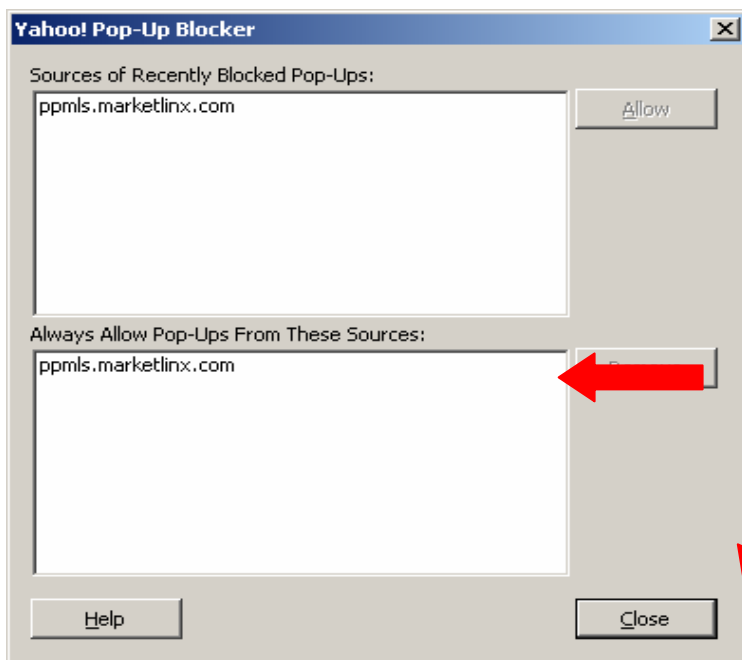 Yahoo! Pop-Up Blocker
Sources of Recently Blocked Pop-Ups:
ppmls.marketlinx.com
Allow
Always Allow Pop-Ups From These Sources:
ppmls.marketlinx.com
Help
Close